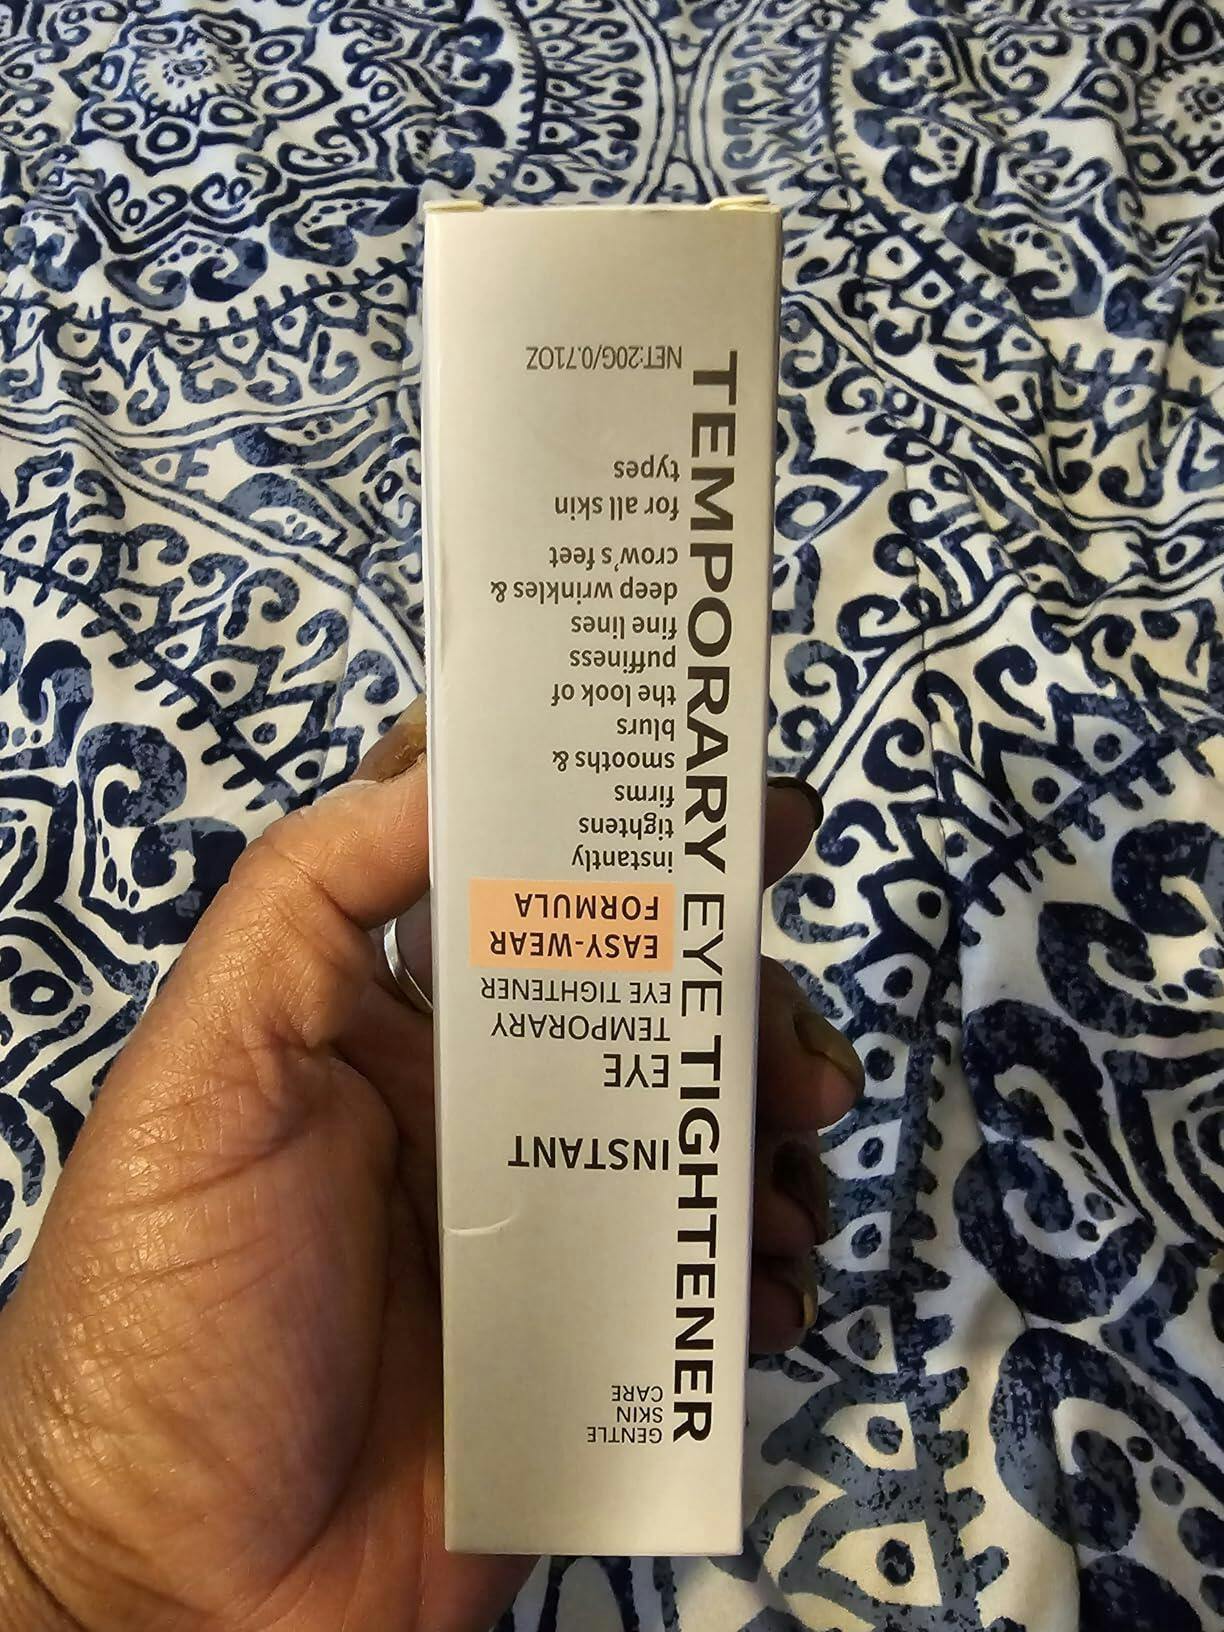 GENTLE
SKIN
CARE
INSTANT
EYE
TEMPORARY
EYE TIGHTENER
EASY-WEAR
FORMULA
instantly
tightens
firms
smooths &
blurs
the look of
puffiness
fine lines
deep wrinkles &
crow's feet
for all skin
types
NET:20G/0.71OZ
TEMPORARY EYE TIGHTENER